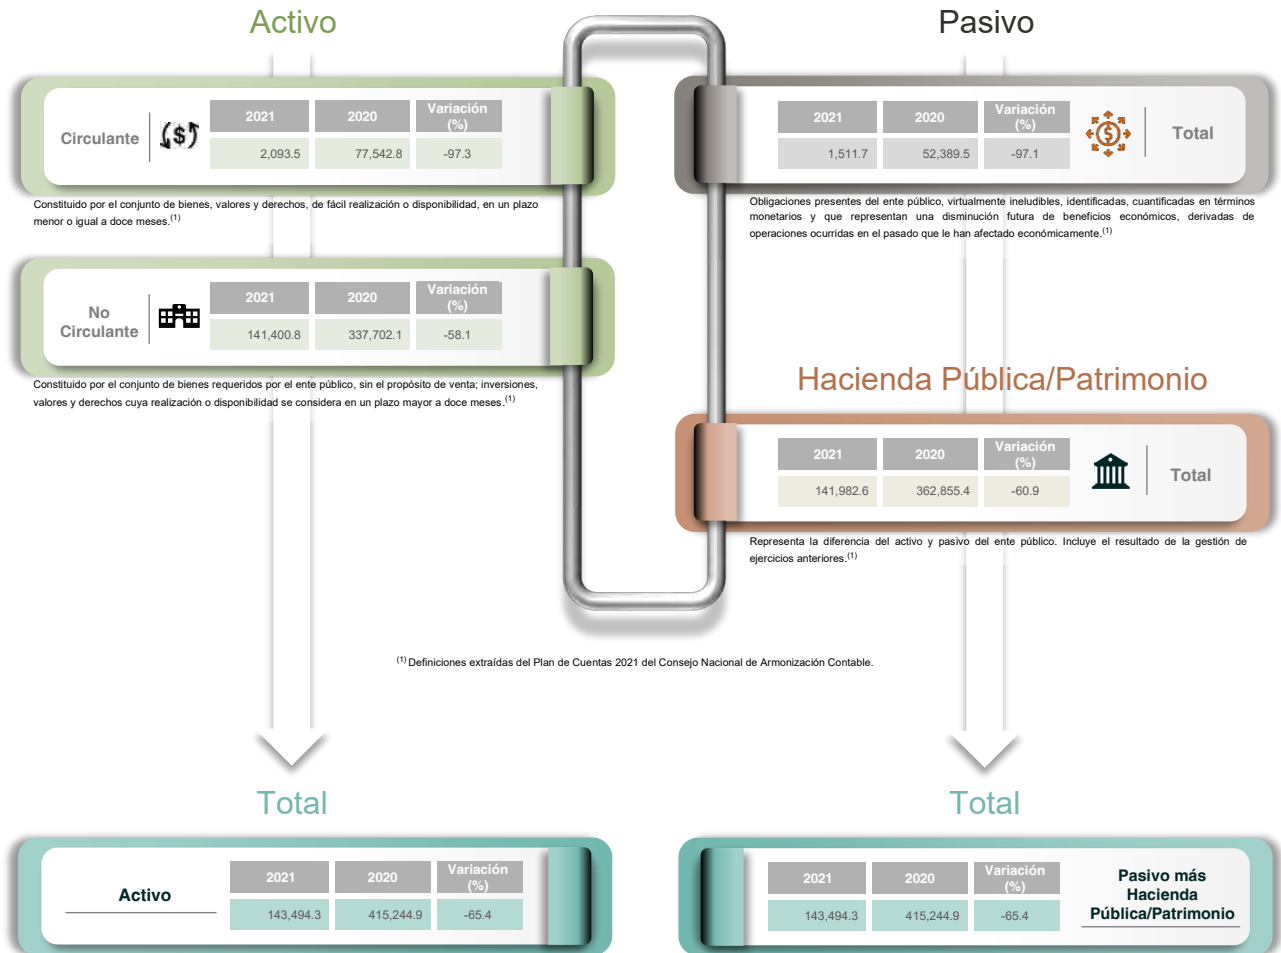 Activo
Circulante
2021 2020 Variación
(%)
2,093.5 77,542.8 -97.3
Constituido por el conjunto de bienes, valores y derechos, de fácil realización o disponibilidad, en un plazo
menor o igual a doce meses.(1)
No
Circulante
2021 2020 Variación
(%)
141,400.8 337,702.1 -58.1
Constituido por el conjunto de bienes requeridos por el ente público, sin el propósito de venta; inversiones,
valores y derechos cuya realización o disponibilidad se considera en un plazo mayor a doce meses.(1)
Pasivo
2021 2020 Variación
(%)
1,511.7 52,389.5 -97.1
Total
Obligaciones presentes del ente público, virtualmente ineludibles, identificadas, cuantificadas en términos
monetarios y que representan una disminución futura de beneficios económicos, derivadas de
operaciones ocurridas en el pasado que le han afectado económicamente.(1)
Hacienda Pública/Patrimonio
2021 2020 Variación
(%)
141,982.6 362,855.4 -60.9
Total
Representa la diferencia del activo y pasivo del ente público. Incluye el resultado de la gestión de
ejercicios anteriores.(1)
(1) Definiciones extraídas del Plan de Cuentas 2021 del Consejo Nacional de Armonización Contable.
Total
Activo
2021 2020 Variación
(%)
143,494.3 415,244.9 -65.4
Total
2021 2020 Variación
(%)
143,494.3 415,244.9 -65.4
Pasivo más
Hacienda
Pública/Patrimonio